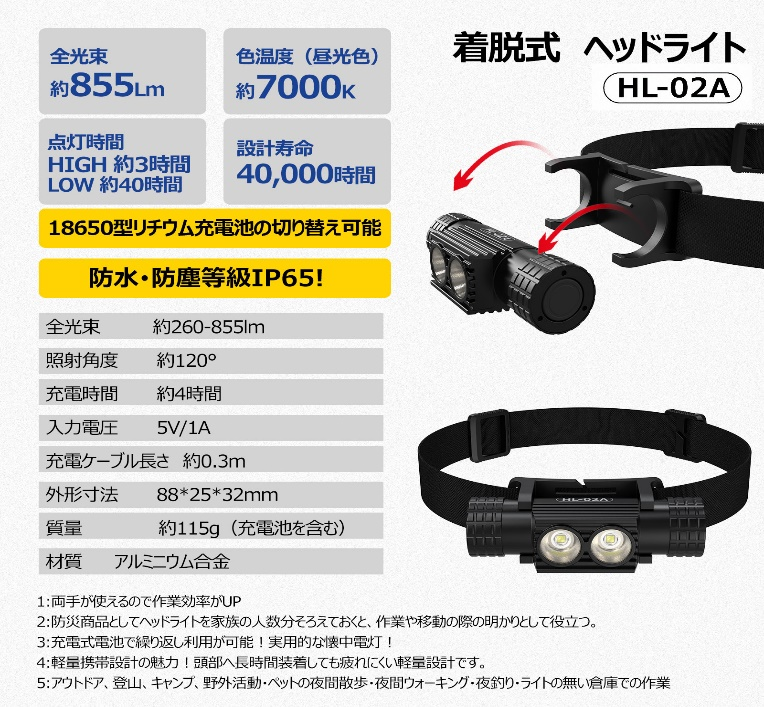 着脱式 ヘッドライト
HL-02A
全光束
約855Lm
色温度（昼光色）
約7000K
点灯時間
HIGH 約3時間
LOW 約40時間
設計寿命
40,000時間
18650型リチウム充電池の切り替え可能
防水・防塵等級IP65!
全光束 約260-855lm
照射角度 約120°
充電時間 約4時間
入力電圧 5V/1A
充電ケーブル長さ 約0.3m
外形寸法 88*25*32mm
質量 約115g（充電池を含む）
材質 アルミニウム合金
HL-02A
1:両手が使えるので作業効率がUP
2:防災商品としてヘッドライトを家族の人数分そろえておくと、作業や移動の際の明かりとして役立つ。
3:充電式電池で繰り返し利用が可能！実用的な懐中電灯！
4:軽量携帯設計の魅力！頭部へ長時間装着しても疲れにくい軽量設計です。
5:アウトドア、登山、キャンプ、野外活動・ペットの夜間散歩・夜間ウォーキング・夜釣り・ライトの無い倉庫での作業